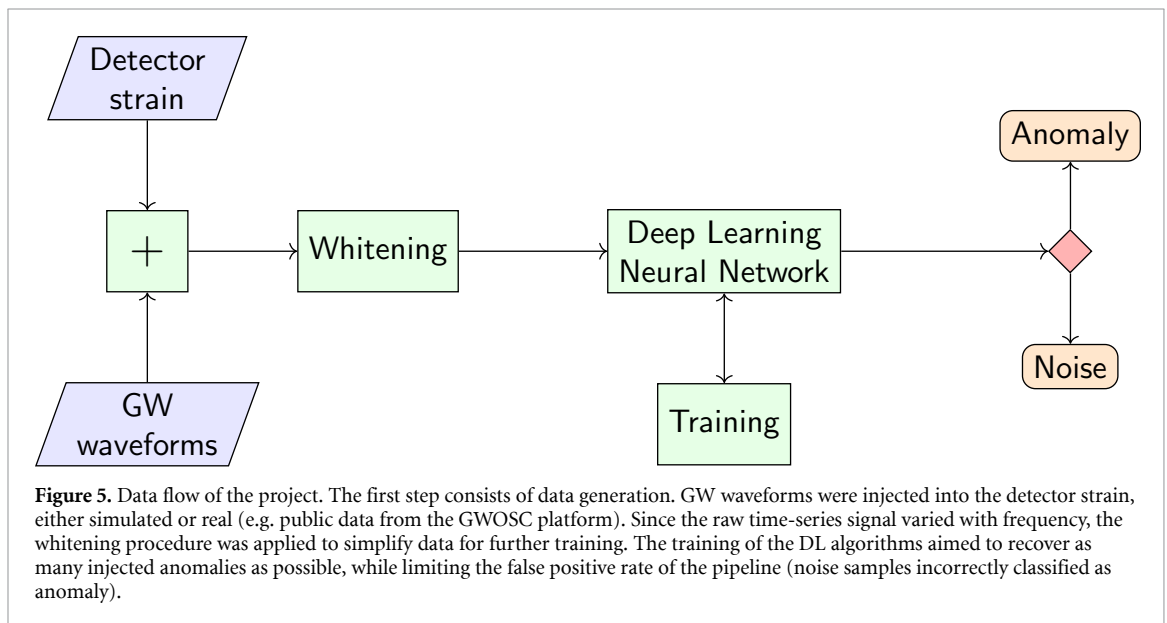 Detector
strain
Anomaly
+
Whitening
Deep Learning
Neural Network
Noise
GW
waveforms
Training
Figure 5. Data flow of the project. The first step consists of data generation. GW waveforms were injected into the detector strain,
either simulated or real (e.g. public data from the GWOSC platform). Since the raw time-series signal varied with frequency, the
whitening procedure was applied to simplify data for further training. The training of the DL algorithms aimed to recover as
many injected anomalies as possible, while limiting the false positive rate of the pipeline (noise samples incorrectly classified as
anomaly).